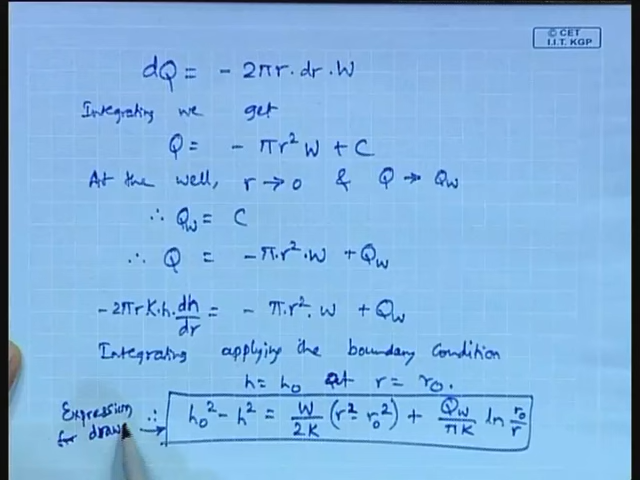 © CET
I.I.T. KGP
dQ = - 2πr·dr·W
Integrating we get
Q = - πr²W + C
At the well, r → 0 & Q → Qw
∴ Qw = C
∴ Q = -π·r²·W + Qw
-2πrK·h·dh/dr = - π·r²·W + Qw
Integrating applying the boundary condition
h = h₀ at r = r₀.
Expression
for draw
∴ h₀² - h² = W/2K (r² - r₀²) + Qw/πK ln r₀/r